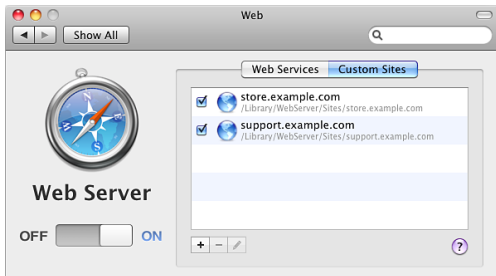 Web
Show All
Web Services
Custom Sites
store.example.com
/Library/WebServer/Sites/store.example.com
support.example.com
/Library/WebServer/Sites/support.example.com
N
E
S
W
Web Server
OFF
ON
+
−
?